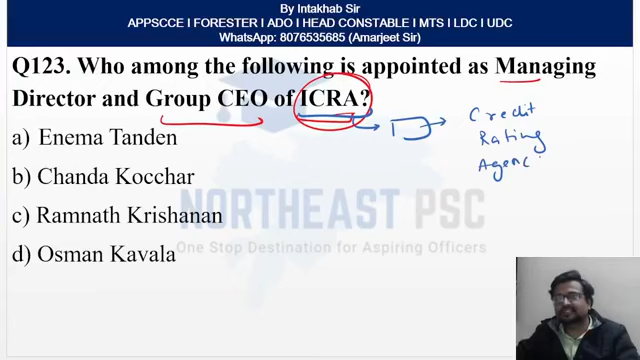 By Intakhab Sir
APPSCCE I FORESTER I ADO I HEAD CONSTABLE I MTS I LDC I UDC
WhatsApp: 8076535685 (Amarjeet Sir)
Q123. Who among the following is appointed as Managing
Director and Group CEO of ICRA?
a) Enema Tanden
b) Chanda Kocchar
c) Ramnath Krishanan
d) Osman Kavala
Credit
Rating
Agenc
NORTHEAST PSC
One Stop Destination for Aspiring Officers